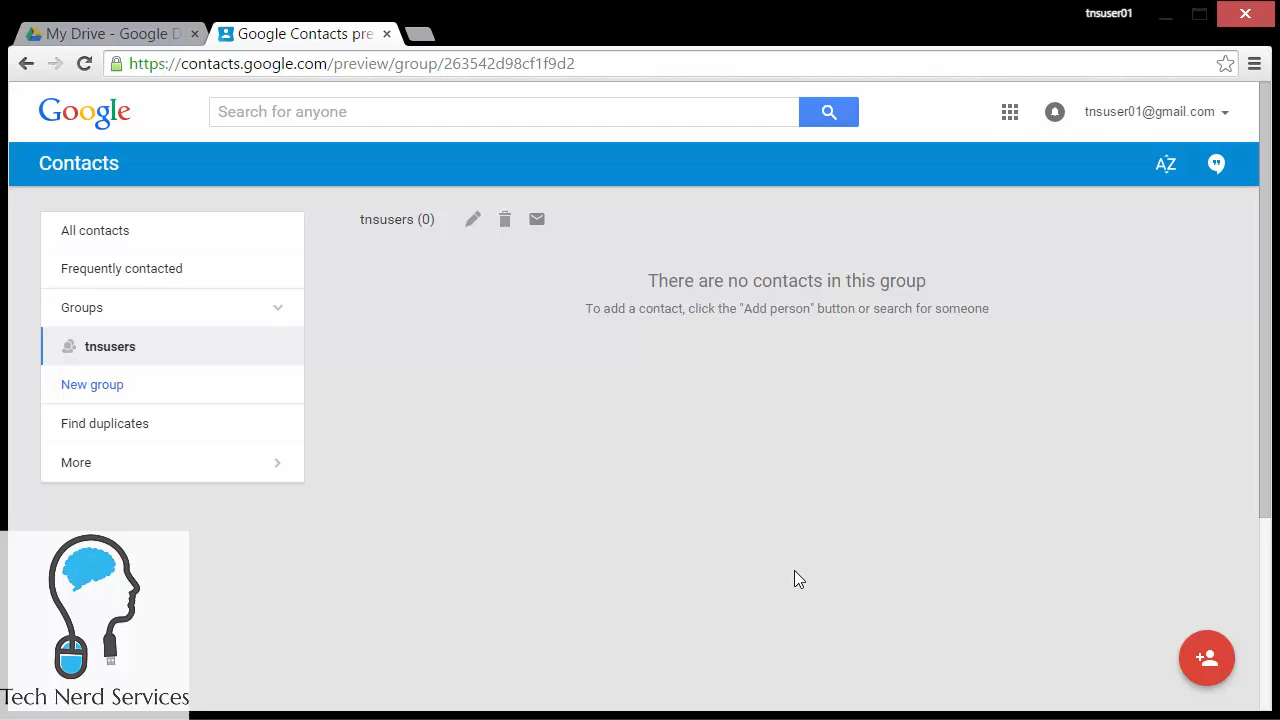 tnsuser01
My Drive - Google D
Google Contacts pre
https://contacts.google.com/preview/group/263542d98cf1f9d2
Google
Search for anyone
tnsuser01@gmail.com
Contacts
AZ
All contacts
Frequently contacted
Groups
tnsusers
New group
Find duplicates
More
tnsusers (0)
There are no contacts in this group
To add a contact, click the "Add person" button or search for someone
Tech Nerd Services